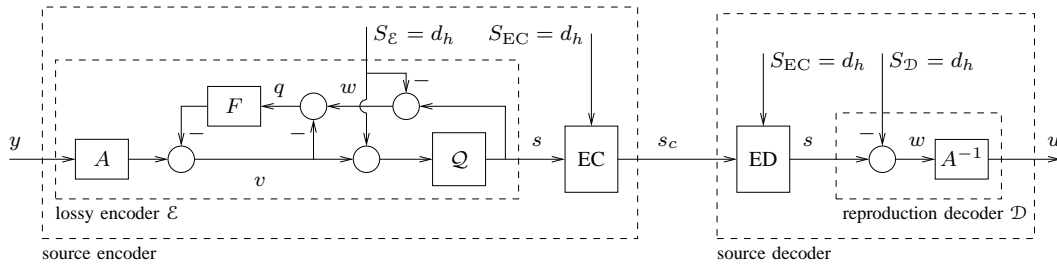 S_ℰ = d_h
S_EC = d_h
S_EC = d_h
S_𝒟 = d_h
q
w
F
−
−
−
−
y
A
v
𝒬
s
EC
s_c
ED
s
w
A^{-1}
u
lossy encoder ℰ
reproduction decoder 𝒟
source encoder
source decoder